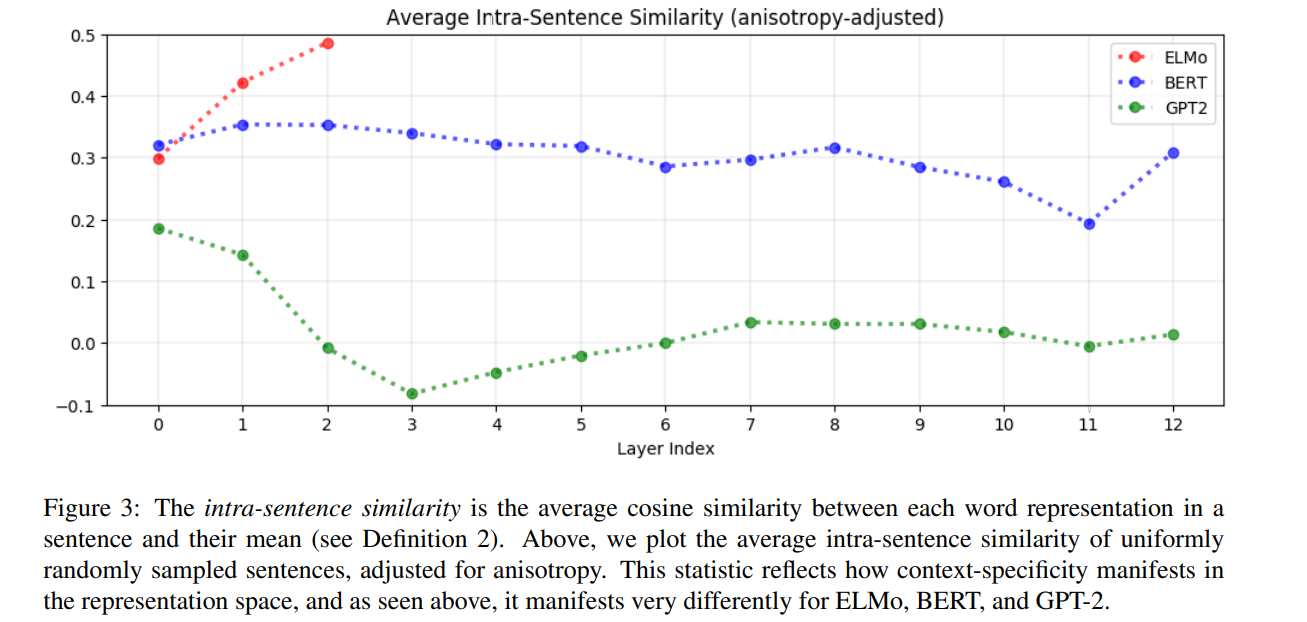 Average Intra-Sentence Similarity (anisotropy-adjusted)
0.5
0.4
0.3
0.2
0.1
0.0
−0.1
ELMo
BERT
GPT2
0 1 2 3 4 5 6 7 8 9 10 11 12
Layer Index
Figure 3: The intra-sentence similarity is the average cosine similarity between each word representation in a
sentence and their mean (see Definition 2). Above, we plot the average intra-sentence similarity of uniformly
randomly sampled sentences, adjusted for anisotropy. This statistic reflects how context-specificity manifests in
the representation space, and as seen above, it manifests very differently for ELMo, BERT, and GPT-2.